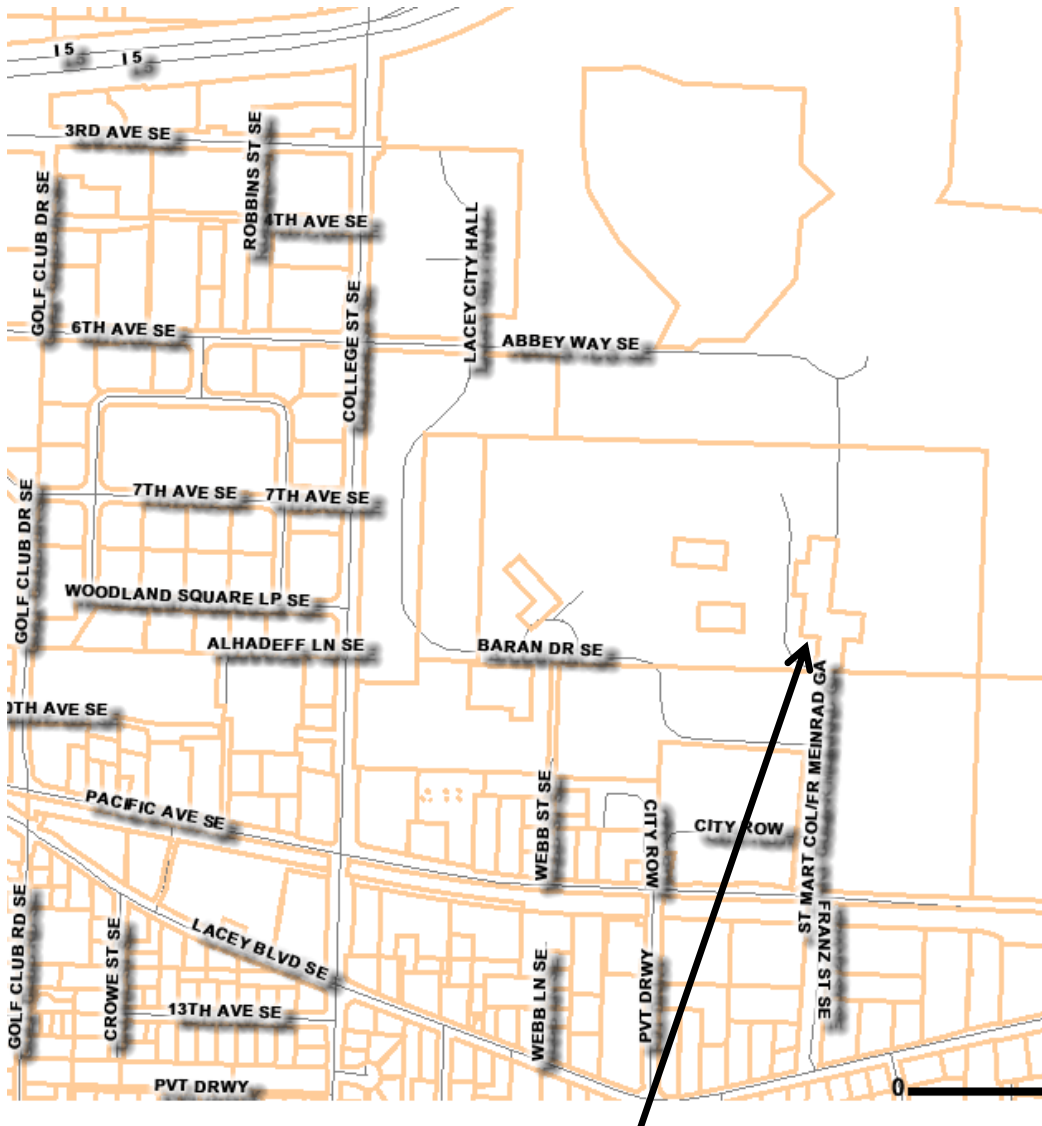 I 5
I 5
3RD AVE SE
ROBBINS ST SE
GOLF CLUB DR SE
4TH AVE SE
LACEY CITY HALL
COLLEGE ST SE
6TH AVE SE
ABBEY WAY SE
7TH AVE SE
7TH AVE SE
GOLF CLUB DR SE
WOODLAND SQUARE LP SE
ALHADEFF LN SE
BARAN DR SE
ST MART COL/FR MEINRAD GA
0TH AVE SE
PACIFIC AVE SE
WEBB ST SE
CITY ROW
CITY ROW
GOLF CLUB RD SE
CROWE ST SE
LACEY BLVD SE
FRANZ ST SE
WEBB LN SE
PVT DRWY
13TH AVE SE
PVT DRWY
0